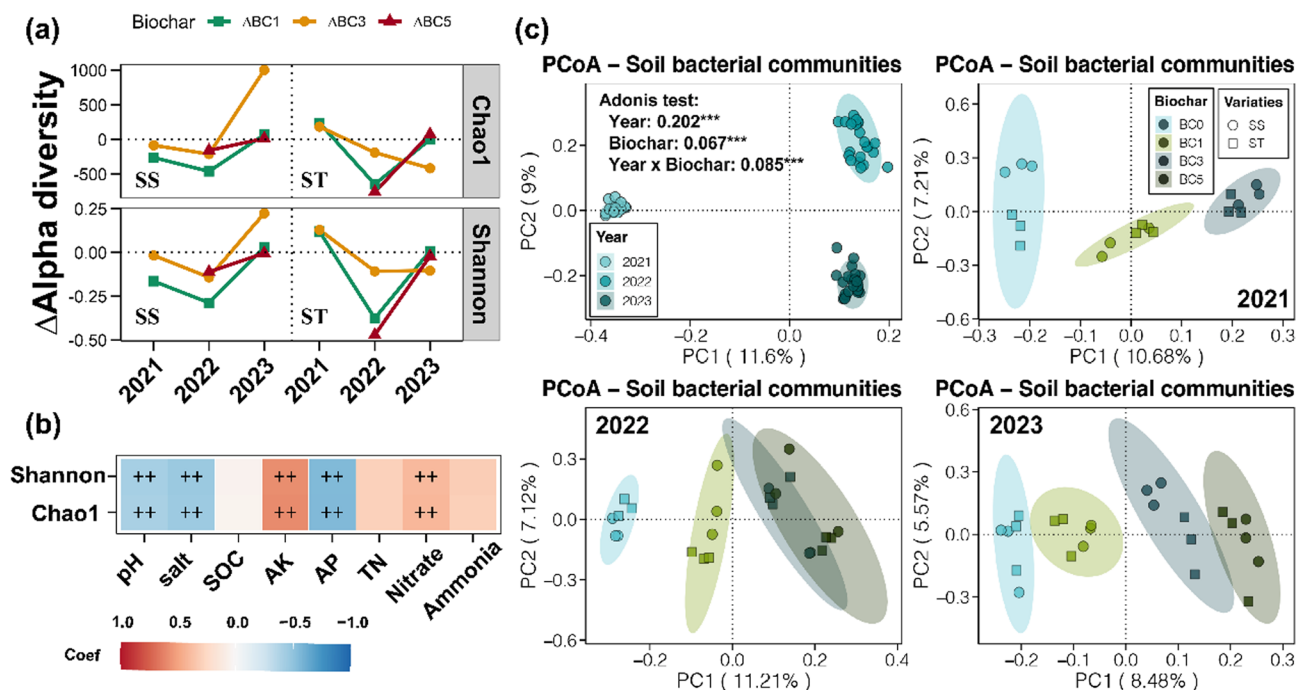 (a)
Biochar ΔBC1 ΔBC3 ΔBC5
ΔAlpha diversity
1000
500
0
-500
SS ST
Chao1
0.25
0.00
-0.25
-0.50
SS ST
Shannon
2021 2022 2023 2021 2022 2023
(b)
Shannon ++ ++ ++ ++ ++
Chao1 ++ ++ ++ ++ ++
pH salt SOC AK AP TN Nitrate Ammonia
1.0 0.5 0.0 -0.5 -1.0
Coef
(c)
PCoA – Soil bacterial communities
Adonis test:
Year: 0.202***
Biochar: 0.067***
Year x Biochar: 0.085***
Year
2021
2022
2023
PC2 ( 9% )
0.2
0.0
−0.2
−0.4 −0.2 0.0 0.2
PC1 ( 11.6% )
PCoA – Soil bacterial communities
Biochar
BC0
BC1
BC3
BC5
Variaties
SS
ST
2021
PC2 ( 7.21% )
0.6
0.3
0.0
−0.3
−0.6
−0.3 −0.2 −0.1 0.0 0.1 0.2 0.3
PC1 ( 10.68% )
PCoA – Soil bacterial communities
2022
PC2 ( 7.12% )
0.3
0.0
−0.3
−0.6
−0.2 0.0 0.2 0.4
PC1 ( 11.21% )
PCoA – Soil bacterial communities
2023
PC2 ( 5.57% )
0.6
0.3
0.0
−0.3
−0.2 −0.1 0.0 0.1 0.2 0.3
PC1 ( 8.48% )